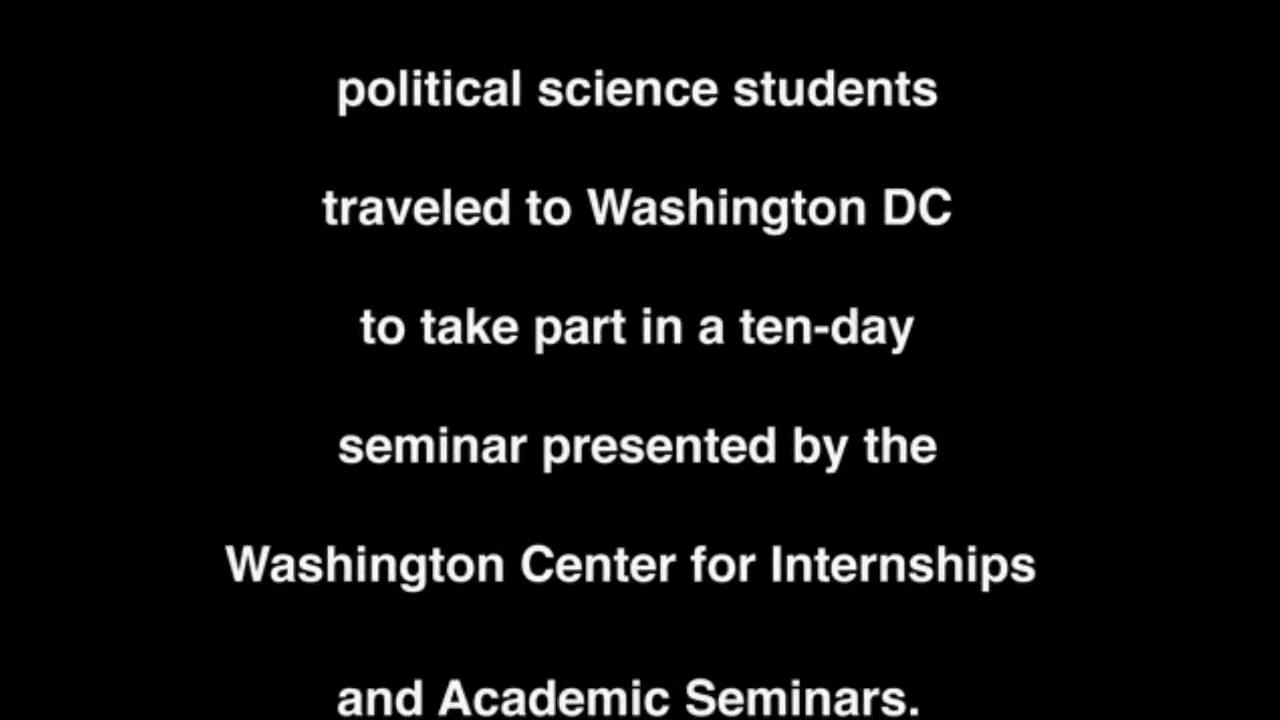 political science students
traveled to Washington DC
to take part in a ten-day
seminar presented by the
Washington Center for Internships
and Academic Seminars.